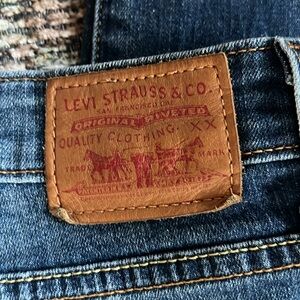 LEVI STRAUSS & CO.
SAN FRANCISCO CAL
ORIGINAL RIVETED
QUALITY CLOTHING XX
TRADE MARK